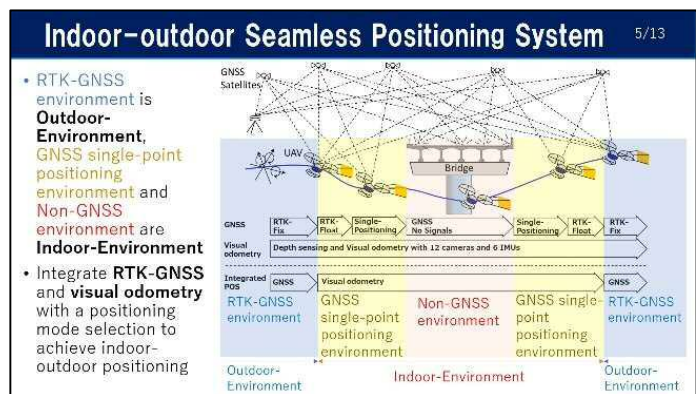 Indoor-outdoor Seamless Positioning System
5/13
• RTK-GNSS
environment is
Outdoor-
Environment,
GNSS single-point
positioning
environment and
Non-GNSS
environment are
Indoor-Environment
• Integrate RTK-GNSS
and visual odometry
with a positioning
mode selection to
achieve indoor-
outdoor positioning
GNSS
Satellites
UAV
Bridge
GNSS
RTK-
Fix
RTK-
Float
Single-
Positioning
GNSS
No Signals
Single-
Positioning
RTK-
Float
RTK-
Fix
Visual
odometry
Depth sensing and Visual odometry with 12 cameras and 6 IMUs
Integrated
POS
GNSS
Visual odometry
GNSS
RTK-GNSS
environment
GNSS
single-point
positioning
environment
Non-GNSS
environment
GNSS single-
point
positioning
environment
RTK-GNSS
environment
Outdoor-
Environment
Indoor-Environment
Outdoor-
Environment